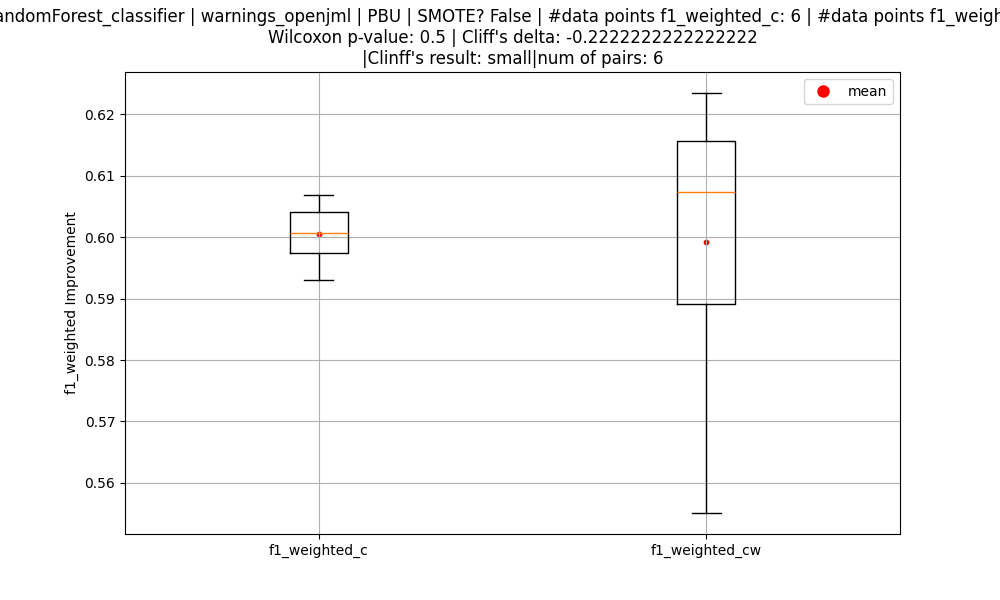 andomForest_classifier | warnings_openjml | PBU | SMOTE? False | #data points f1_weighted_c: 6 | #data points f1_weigh
Wilcoxon p-value: 0.5 | Cliff's delta: -0.2222222222222222
|Clinff's result: small|num of pairs: 6
mean
0.62
0.61
0.60
0.59
0.58
0.57
0.56
f1_weighted Improvement
f1_weighted_c
f1_weighted_cw